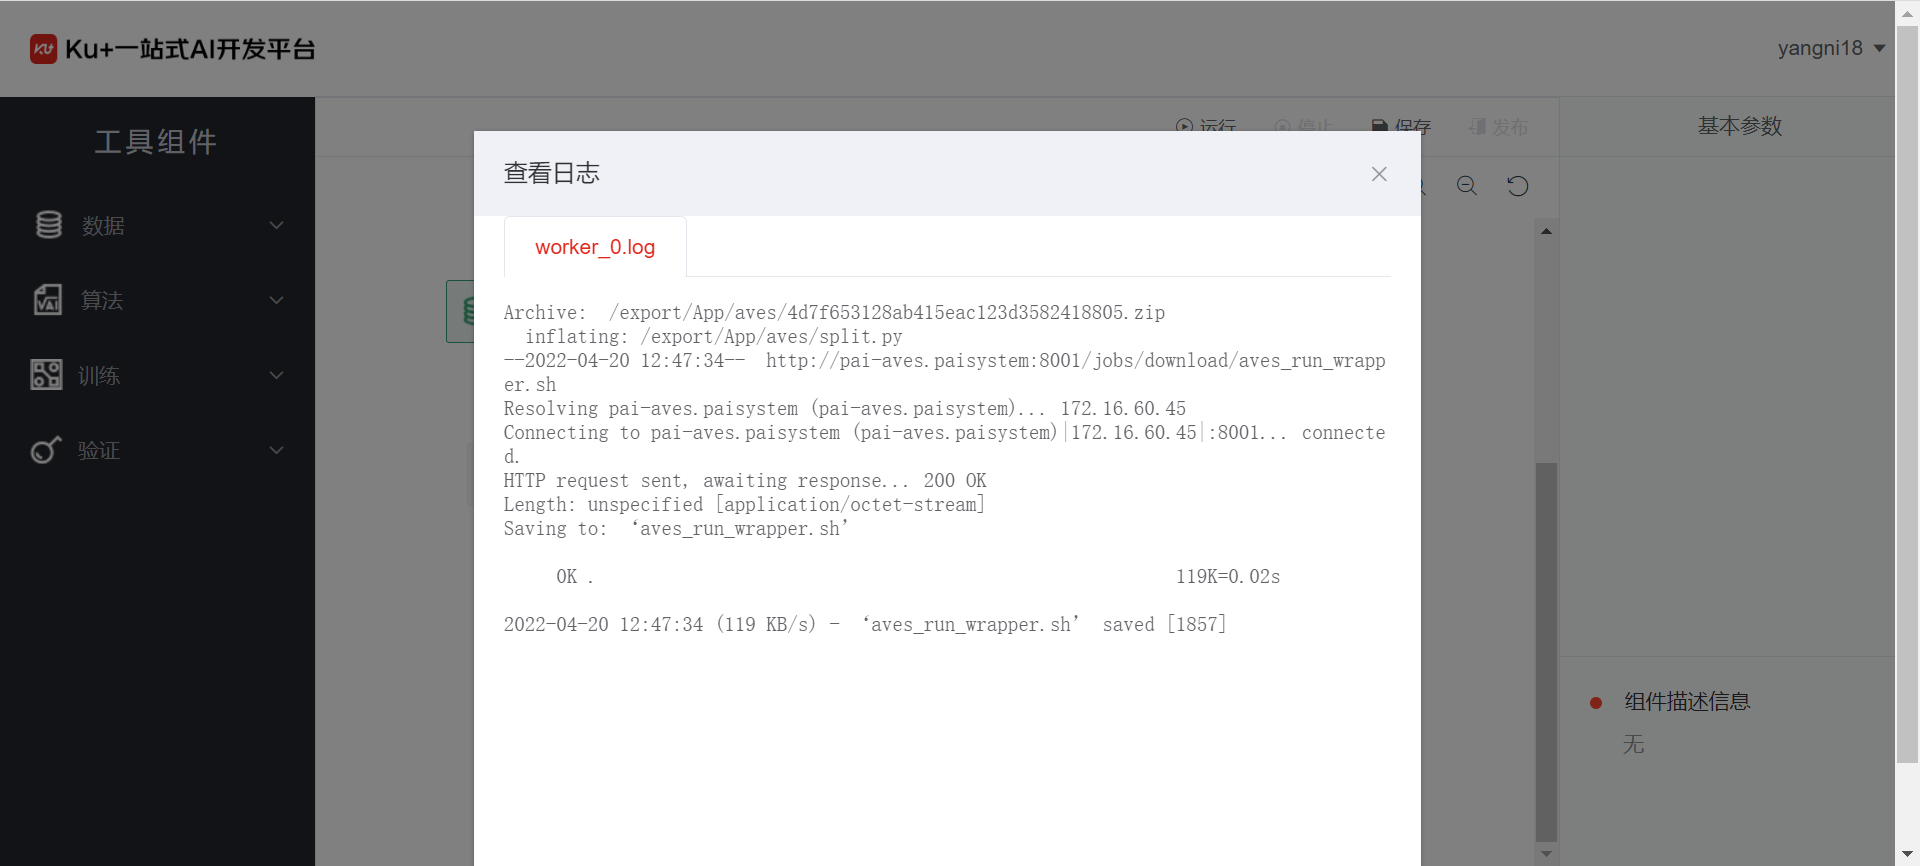 Ku+一站式AI开发平台
yangni18
工具组件
数据
算法
训练
验证
运行
停止
保存
发布
基本参数
查看日志
worker_0.log
Archive:  /export/App/aves/4d7f653128ab415eac123d3582418805.zip
  inflating: /export/App/aves/split.py
--2022-04-20 12:47:34--  http://pai-aves.paisystem:8001/jobs/download/aves_run_wrapp
er.sh
Resolving pai-aves.paisystem (pai-aves.paisystem)... 172.16.60.45
Connecting to pai-aves.paisystem (pai-aves.paisystem)|172.16.60.45|:8001... connecte
d.
HTTP request sent, awaiting response... 200 OK
Length: unspecified [application/octet-stream]
Saving to: ‘aves_run_wrapper.sh’
0K .                                                        119K=0.02s
2022-04-20 12:47:34 (119 KB/s) - ‘aves_run_wrapper.sh’ saved [1857]
组件描述信息
无